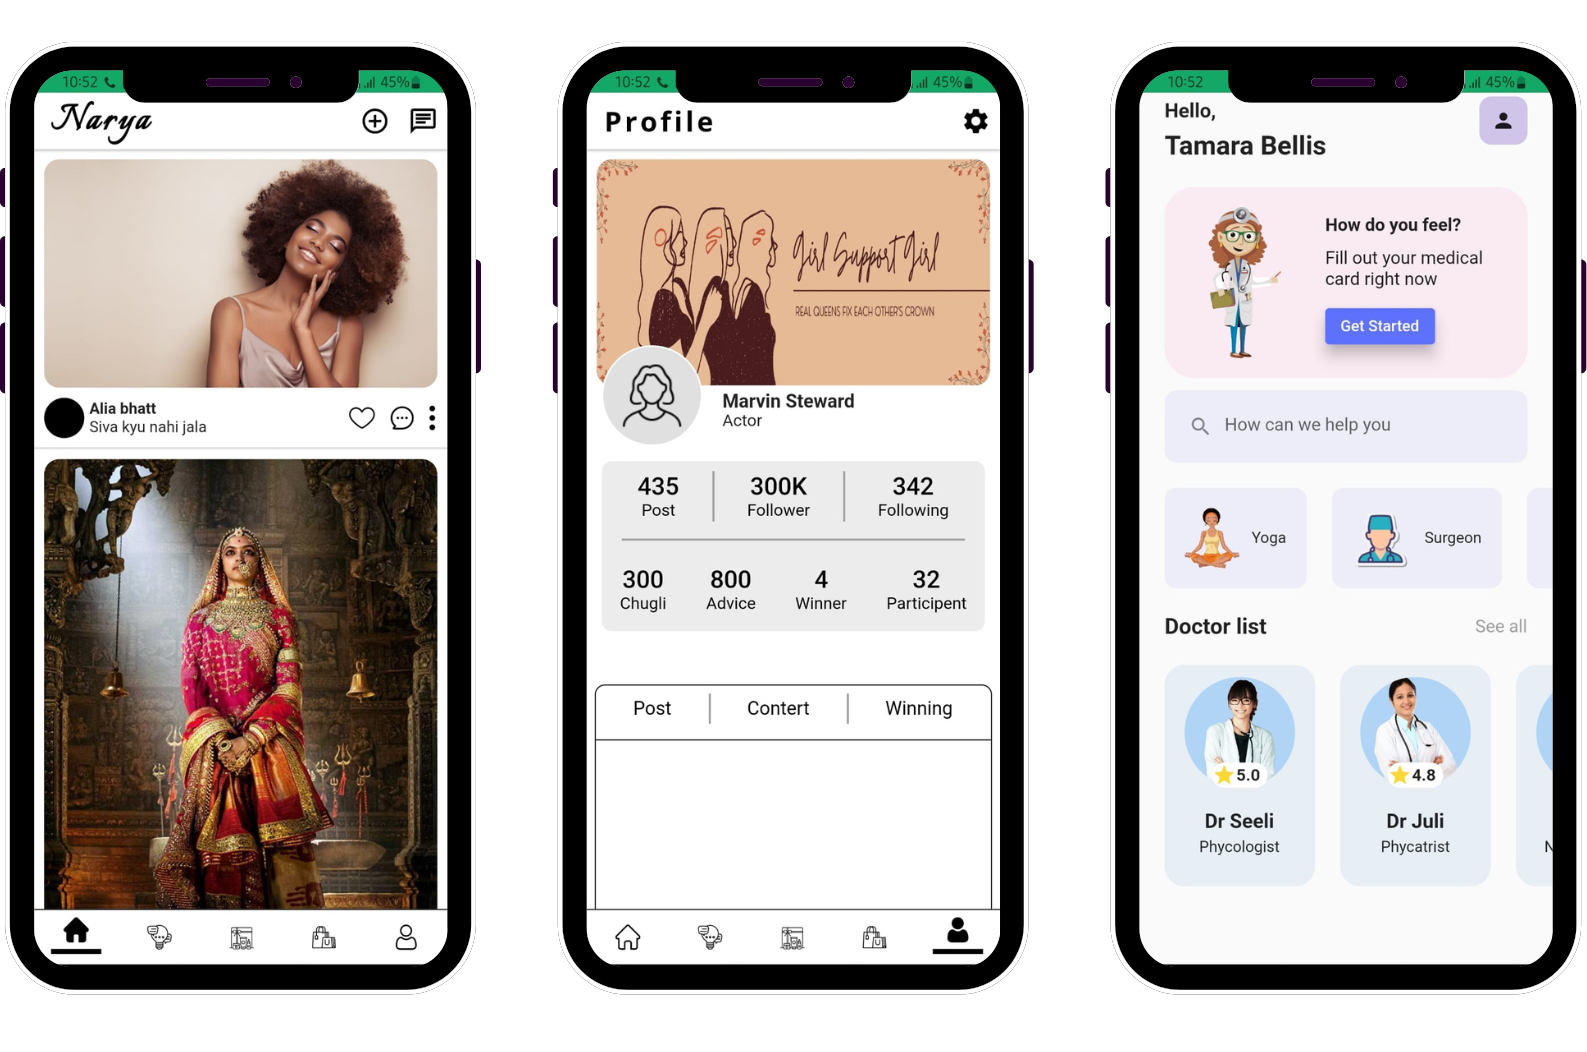 10:52
45%
Narya
Alia bhatt
Siva kyu nahi jala
10:52
45%
Profile
Girl Support Girl
REAL QUEENS FIX EACH OTHER'S CROWN
Marvin Steward
Actor
435 300K 342
Post Follower Following
300 800 4 32
Chugli Advice Winner Participent
Post Contert Winning
10:52
45%
Hello,
Tamara Bellis
How do you feel?
Fill out your medical
card right now
Get Started
How can we help you
Yoga Surgeon
Doctor list See all
5.0 4.8
Dr Seeli Dr Juli
Phycologist Phycatrist N